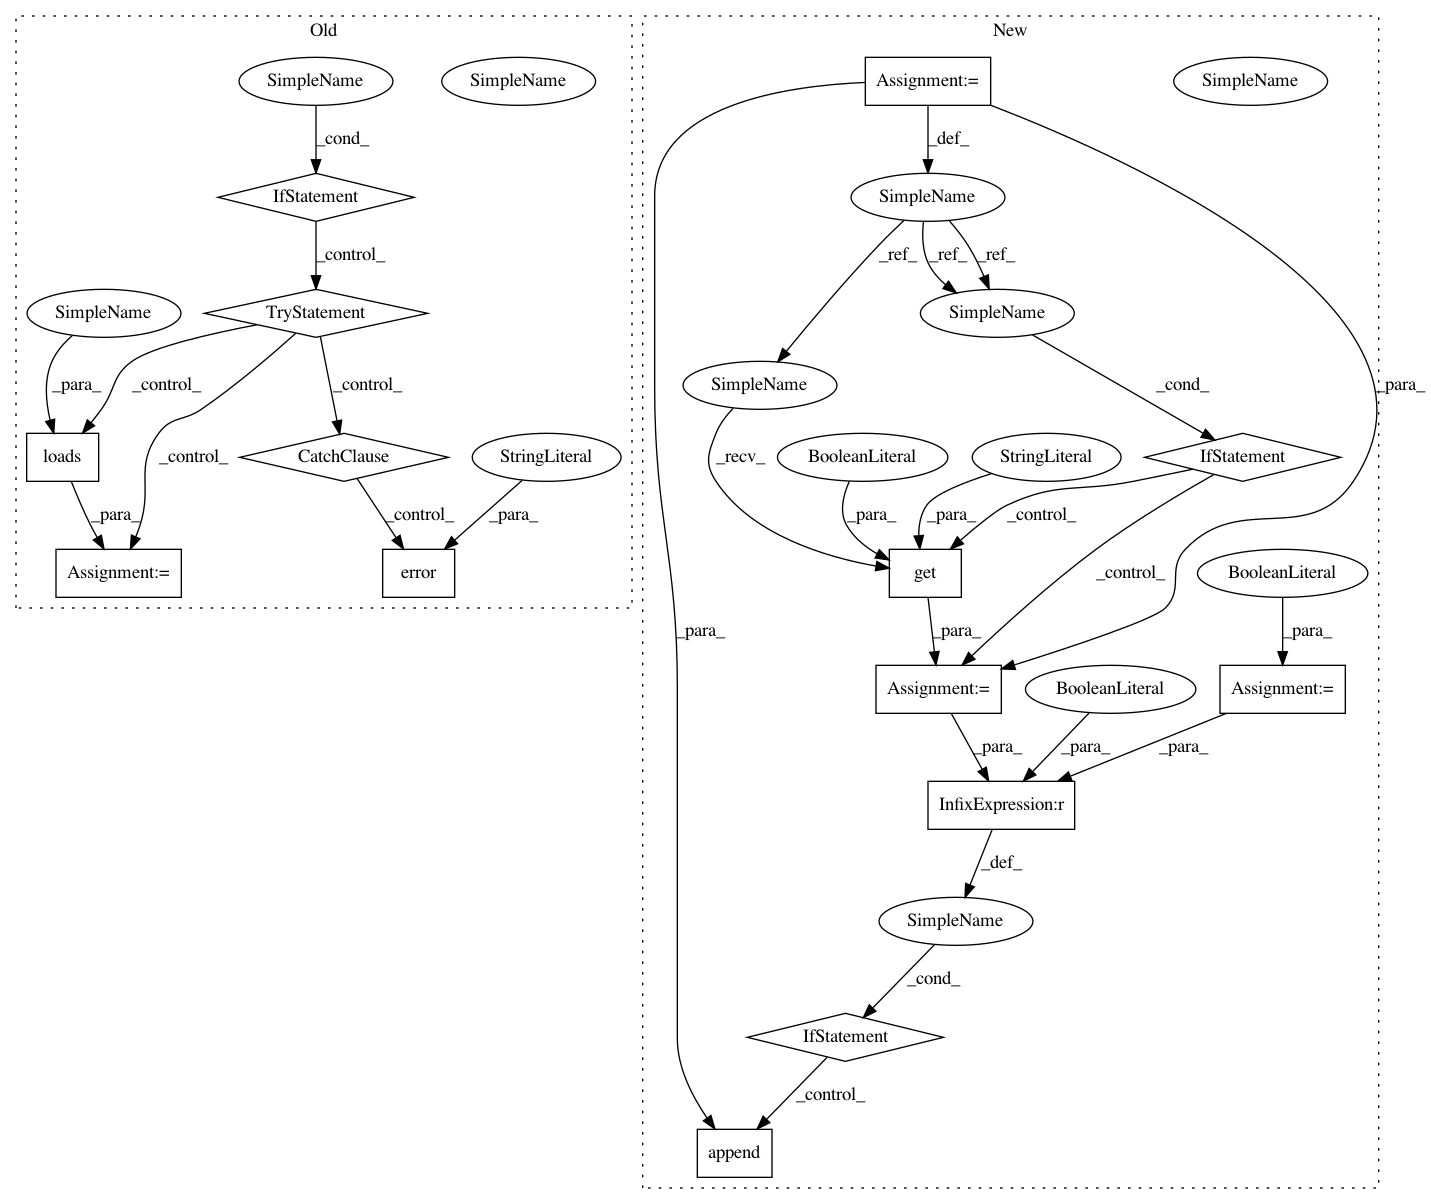 Old
New
SimpleName
SimpleName
Assignment:=
SimpleName
_cond_
_def_
IfStatement
SimpleName
_control_
_ref_
_ref_
_ref_
SimpleName
TryStatement
SimpleName
_para_
_control_
_control_
SimpleName
_cond_
_para_
loads
_control_
CatchClause
StringLiteral
_recv_
BooleanLiteral
StringLiteral
IfStatement
_para_
_control_
_para_
_para_
_para_
_control_
Assignment:=
error
get
_control_
BooleanLiteral
_para_
_para_
_para_
Assignment:=
BooleanLiteral
Assignment:=
_para_
_para_
_para_
InfixExpression:r
_def_
SimpleName
_cond_
IfStatement
_control_
append